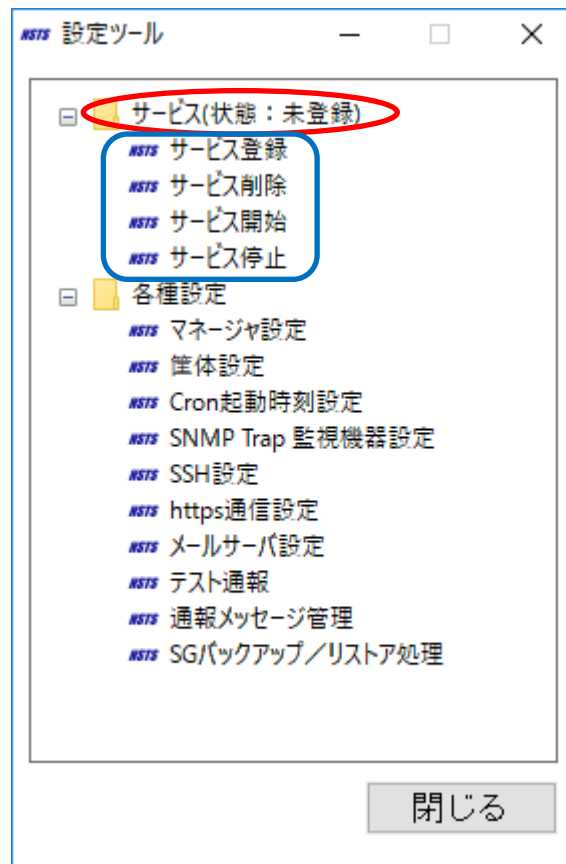 NSTS 設定ツール
サービス(状態：未登録)
NSTS サービス登録
NSTS サービス削除
NSTS サービス開始
NSTS サービス停止
各種設定
NSTS マネージャ設定
NSTS 筐体設定
NSTS Cron起動時刻設定
NSTS SNMP Trap 監視機器設定
NSTS SSH設定
NSTS https通信設定
NSTS メールサーバ設定
NSTS テスト通報
NSTS 通報メッセージ管理
NSTS SGバックアップ／リストア処理
閉じる